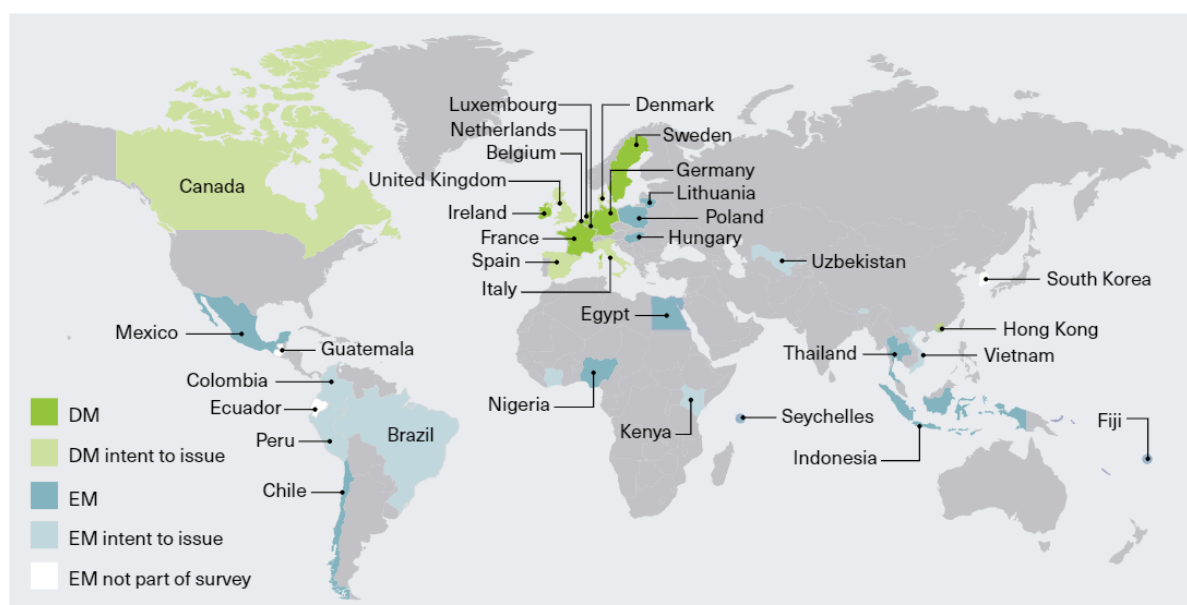 Luxembourg
Denmark
Netherlands
Sweden
Belgium
Germany
United Kingdom
Lithuania
Canada
Ireland
Poland
France
Hungary
Spain
Uzbekistan
Italy
South Korea
Egypt
Mexico
Hong Kong
Guatemala
Thailand
Vietnam
Colombia
Ecuador
Nigeria
Seychelles
Fiji
DM
Peru
Brazil
Kenya
DM intent to issue
Indonesia
Chile
EM
EM intent to issue
EM not part of survey